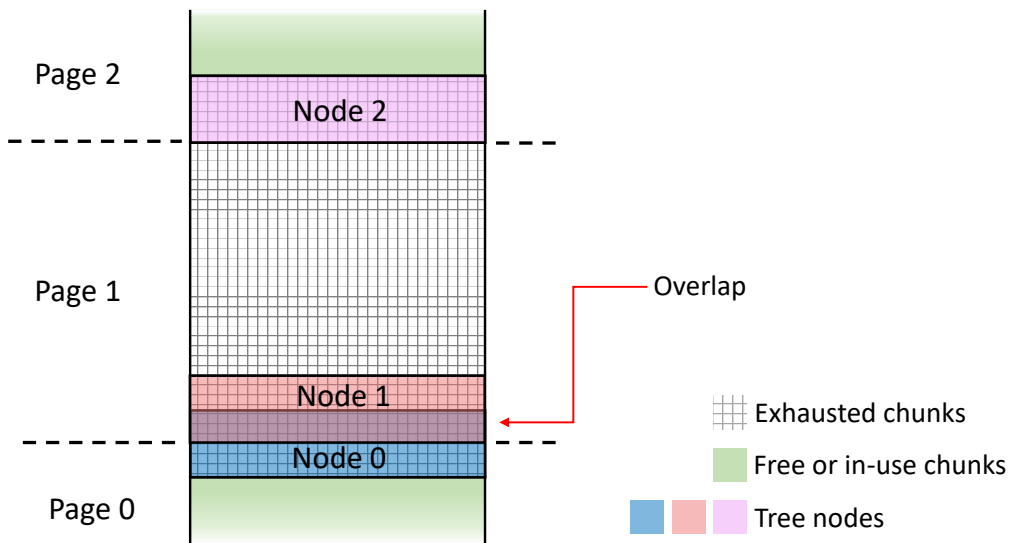 Page 2
Node 2
Page 1
Overlap
Node 1
Exhausted chunks
Node 0
Free or in-use chunks
Page 0
Tree nodes